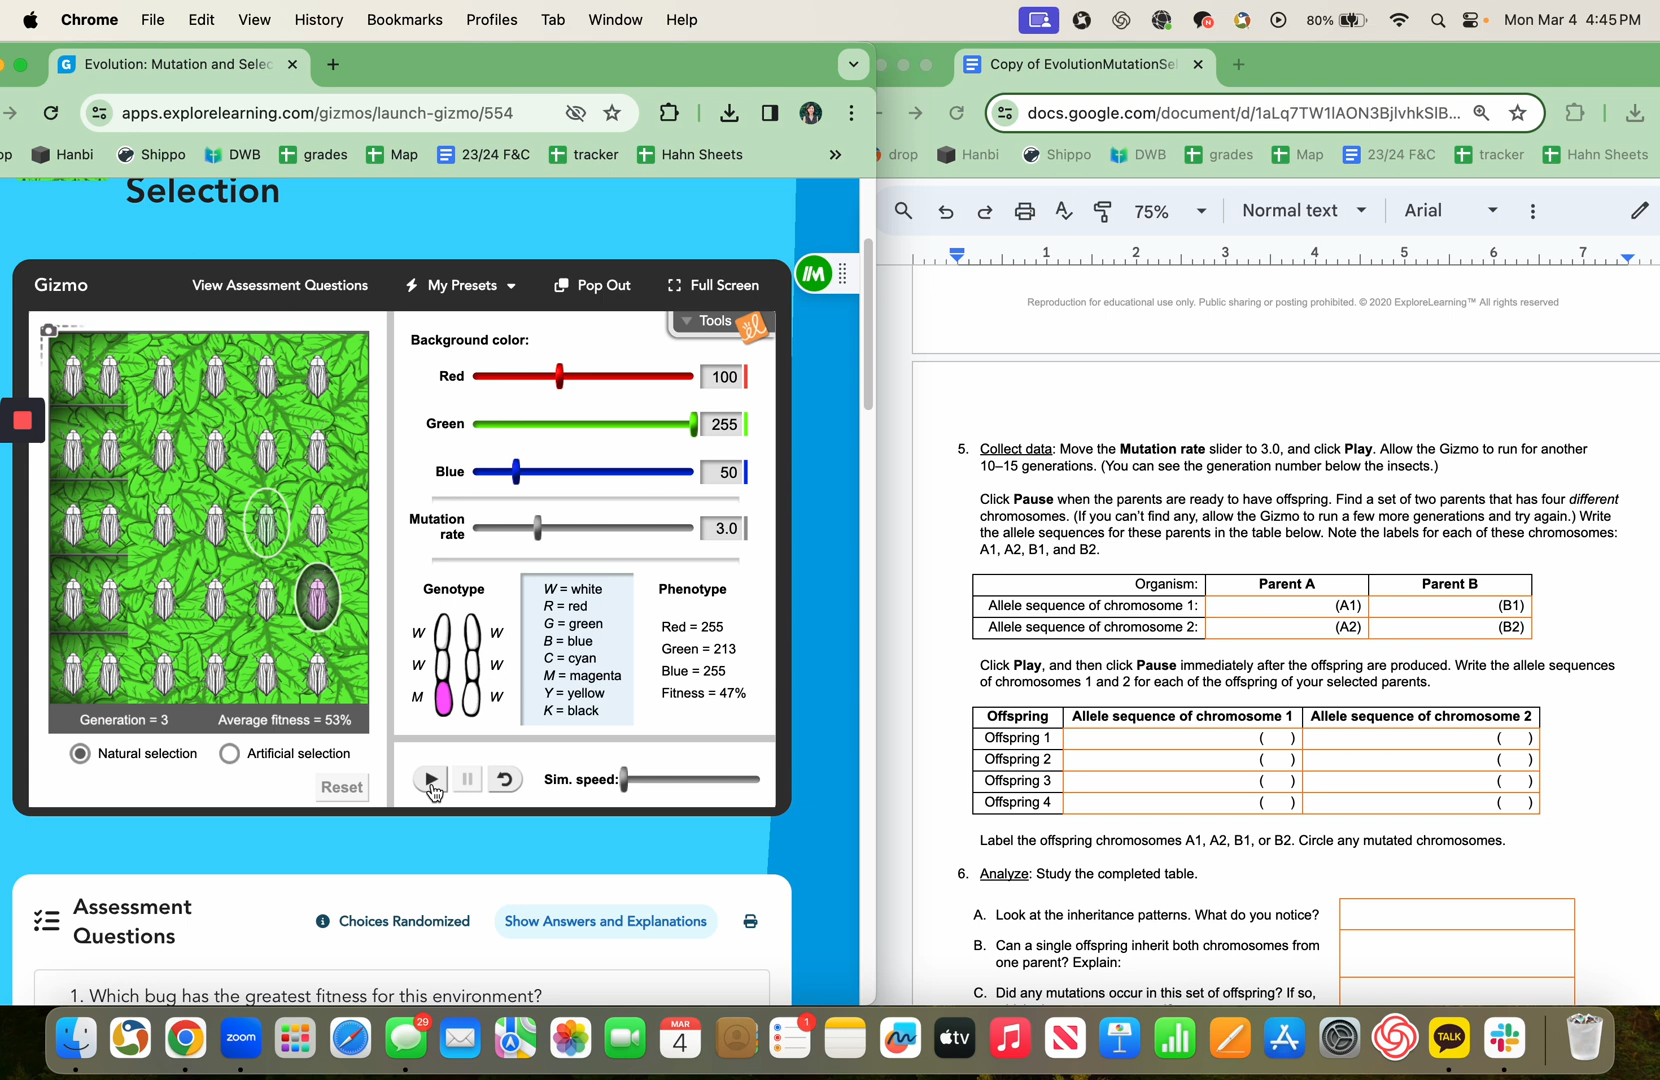 Chrome File Edit View History Bookmarks Profiles Tab Window Help 80% Mon Mar 4 4:45 PM
Evolution: Mutation and Selec
Copy of EvolutionMutationSel
apps.explorelearning.com/gizmos/launch-gizmo/554
docs.google.com/document/d/1aLq7TW1lAON3BjlvhkSlB...
op Hanbi Shippo DWB grades Map 23/24 F&C tracker Hahn Sheets »
drop Hanbi Shippo DWB grades Map 23/24 F&C tracker Hahn Sheets
Selection
75% Normal text Arial
1 2 3 4 5 6 7
Gizmo View Assessment Questions My Presets Pop Out Full Screen
Tools
Background color:
Red 100
Green 255
Blue 50
Mutation rate 3.0
Genotype
W W
W W
M W
W = white
R = red
G = green
B = blue
C = cyan
M = magenta
Y = yellow
K = black
Phenotype
Red = 255
Green = 213
Blue = 255
Fitness = 47%
Generation = 3 Average fitness = 53%
Natural selection Artificial selection
Reset
Sim. speed:
Assessment
Questions
Choices Randomized
Show Answers and Explanations
1. Which bug has the greatest fitness for this environment?
Reproduction for educational use only. Public sharing or posting prohibited. © 2020 ExploreLearning™ All rights reserved
5. Collect data: Move the Mutation rate slider to 3.0, and click Play. Allow the Gizmo to run for another
10–15 generations. (You can see the generation number below the insects.)
Click Pause when the parents are ready to have offspring. Find a set of two parents that has four different
chromosomes. (If you can't find any, allow the Gizmo to run a few more generations and try again.) Write
the allele sequences for these parents in the table below. Note the labels for each of these chromosomes:
A1, A2, B1, and B2.
Organism: Parent A Parent B
Allele sequence of chromosome 1: (A1) (B1)
Allele sequence of chromosome 2: (A2) (B2)
Click Play, and then click Pause immediately after the offspring are produced. Write the allele sequences
of chromosomes 1 and 2 for each of the offspring of your selected parents.
Offspring Allele sequence of chromosome 1 Allele sequence of chromosome 2
Offspring 1 ( ) ( )
Offspring 2 ( ) ( )
Offspring 3 ( ) ( )
Offspring 4 ( ) ( )
Label the offspring chromosomes A1, A2, B1, or B2. Circle any mutated chromosomes.
6. Analyze: Study the completed table.
A. Look at the inheritance patterns. What do you notice?
B. Can a single offspring inherit both chromosomes from
one parent? Explain:
C. Did any mutations occur in this set of offspring? If so,
zoom 29 MAR 4 1 tv TALK